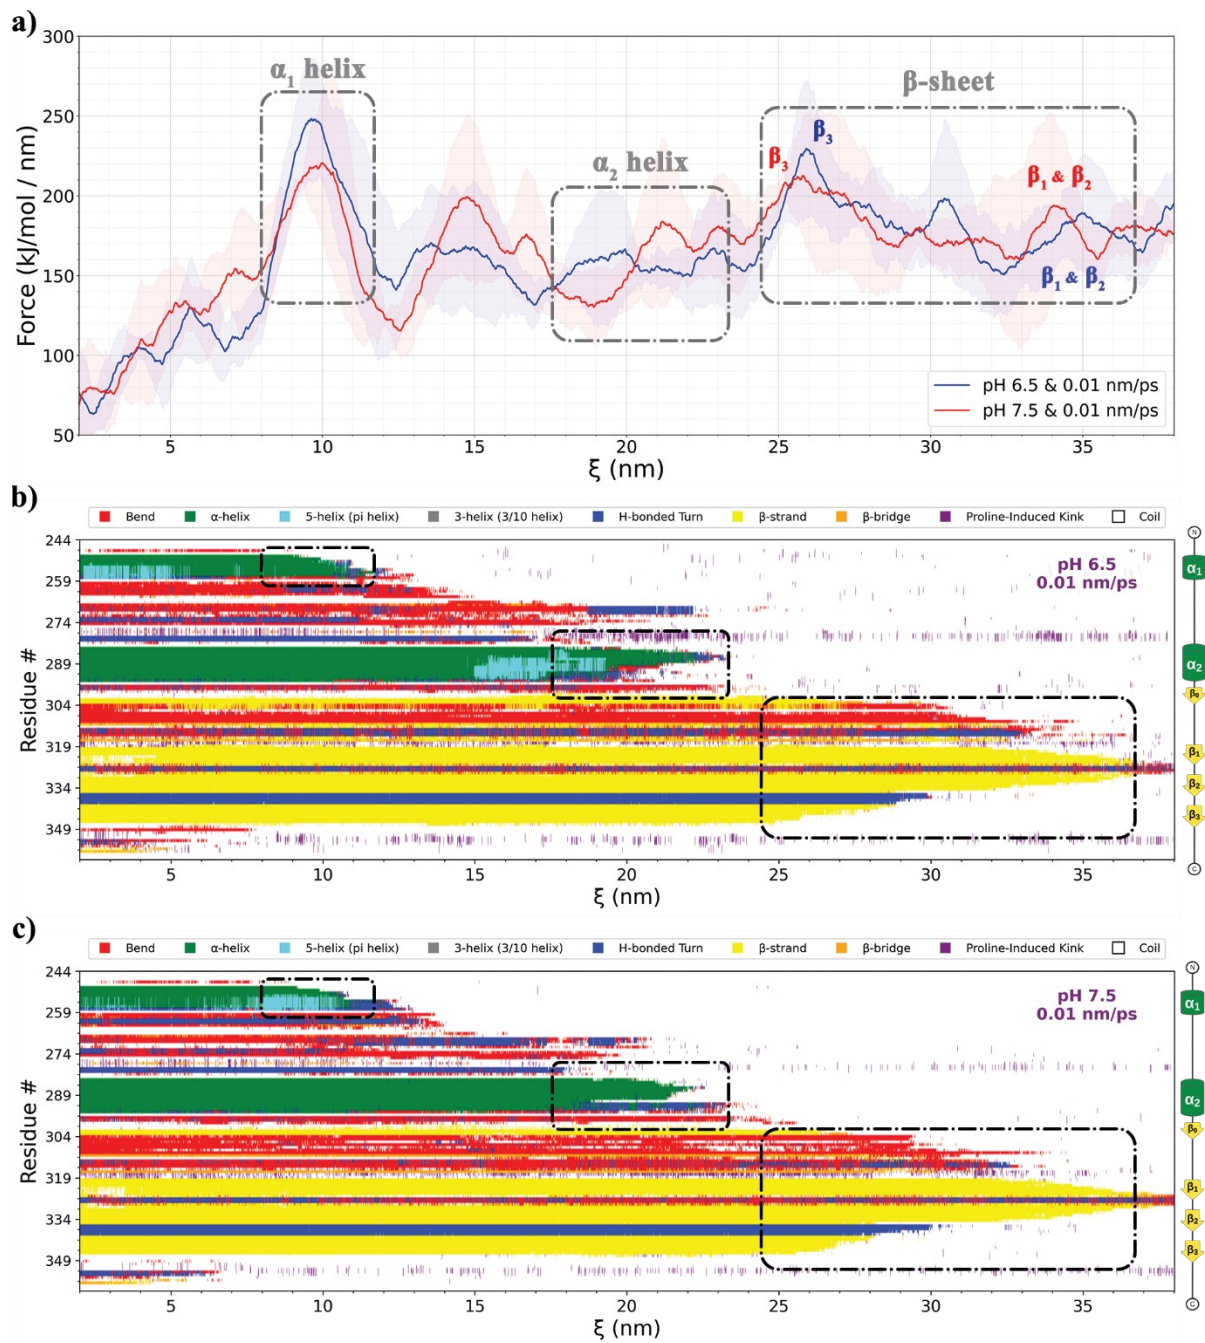 a)
300
250
200
150
100
50
Force (kJ/mol / nm)
α₁ helix
α₂ helix
β-sheet
β₃
β₃
β₁ & β₂
β₁ & β₂
pH 6.5 & 0.01 nm/ps
pH 7.5 & 0.01 nm/ps
5 10 15 20 25 30 35
ξ (nm)
b)
Bend α-helix 5-helix (pi helix) 3-helix (3/10 helix) H-bonded Turn β-strand β-bridge Proline-Induced Kink Coil
244
259
274
289
304
319
334
349
Residue #
pH 6.5
0.01 nm/ps
N
α₁
α₂
β₀
β₁
β₂
β₃
C
5 10 15 20 25 30 35
ξ (nm)
c)
Bend α-helix 5-helix (pi helix) 3-helix (3/10 helix) H-bonded Turn β-strand β-bridge Proline-Induced Kink Coil
244
259
274
289
304
319
334
349
Residue #
pH 7.5
0.01 nm/ps
N
α₁
α₂
β₀
β₁
β₂
β₃
C
5 10 15 20 25 30 35
ξ (nm)